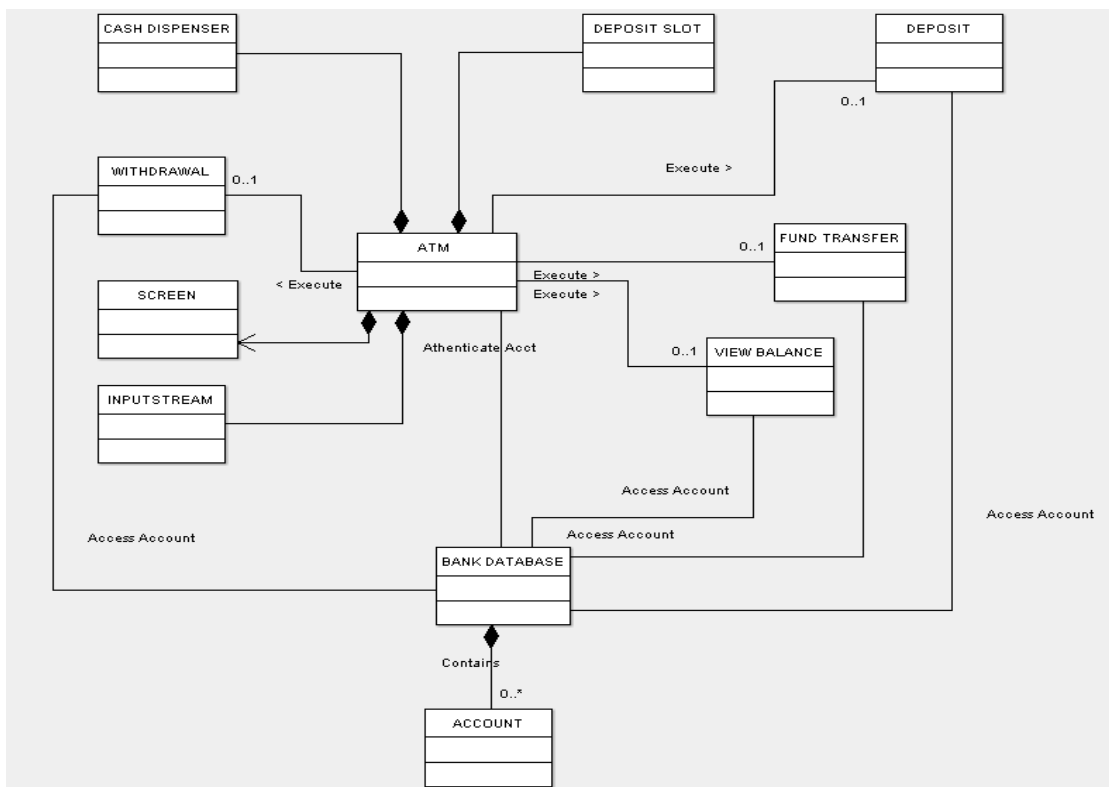 CASH DISPENSER
DEPOSIT SLOT
DEPOSIT
0..1
Execute >
WITHDRAWAL
0..1
ATM
FUND TRANSFER
0..1
Execute >
< Execute
Execute >
SCREEN
Athenticate Acct
0..1
VIEW BALANCE
INPUTSTREAM
Access Account
Access Account
Access Account
Access Account
BANK DATABASE
Contains
0..*
ACCOUNT